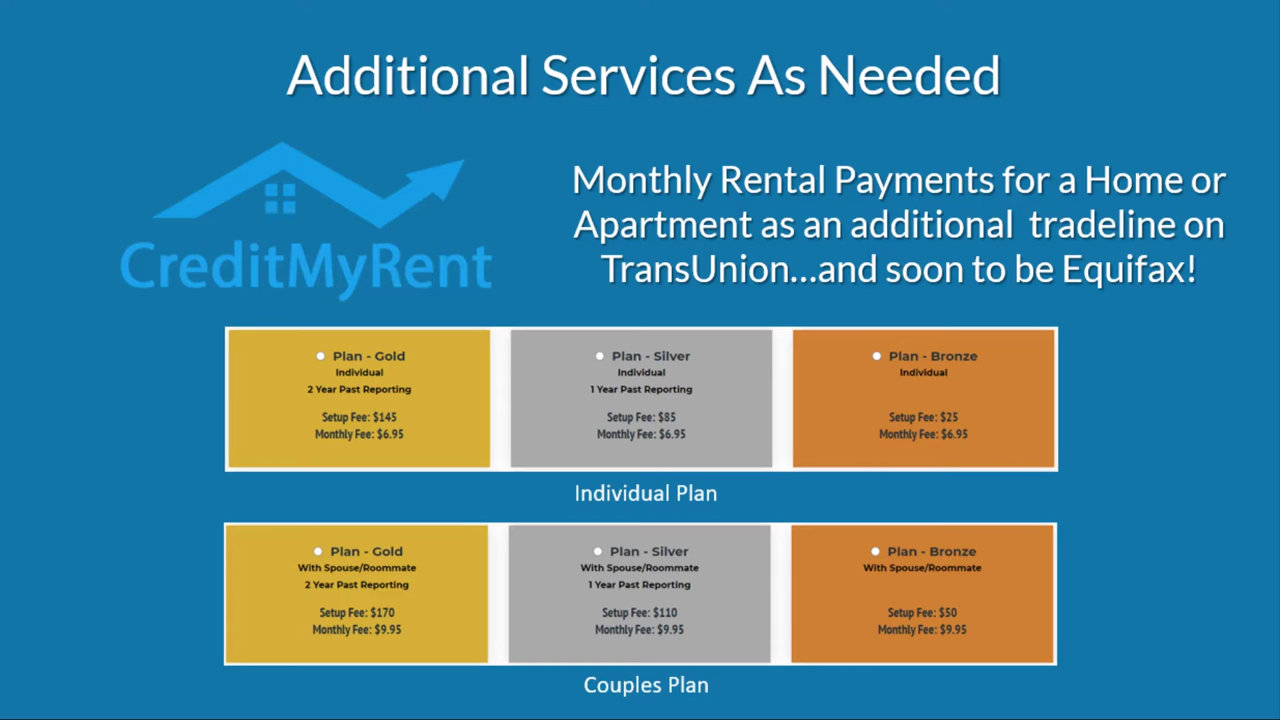 Additional Services As Needed
CreditMyRent
Monthly Rental Payments for a Home or
Apartment as an additional tradeline on
TransUnion...and soon to be Equifax!
Plan - Gold
Individual
2 Year Past Reporting
Setup Fee: $145
Monthly Fee: $6.95
Plan - Silver
Individual
1 Year Past Reporting
Setup Fee: $85
Monthly Fee: $6.95
Plan - Bronze
Individual
Setup Fee: $25
Monthly Fee: $6.95
Individual Plan
Plan - Gold
With Spouse/Roommate
2 Year Past Reporting
Setup Fee: $170
Monthly Fee: $9.95
Plan - Silver
With Spouse/Roommate
1 Year Past Reporting
Setup Fee: $110
Monthly Fee: $9.95
Plan - Bronze
With Spouse/Roommate
Setup Fee: $50
Monthly Fee: $9.95
Couples Plan